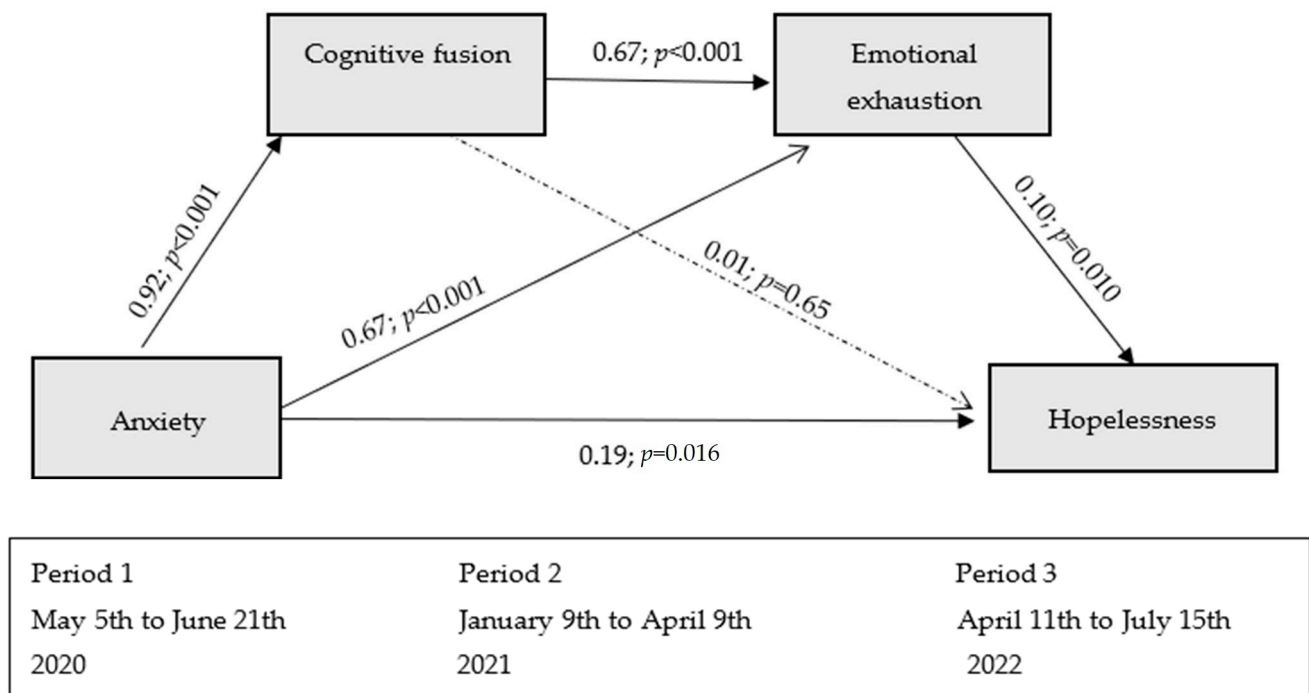 Cognitive fusion
0.67; p<0.001
Emotional
exhaustion
0.92; p<0.001
0.67; p<0.001
0.01; p=0.65
0.10; p=0.010
Anxiety
0.19; p=0.016
Hopelessness
Period 1
May 5th to June 21th
2020
Period 2
January 9th to April 9th
2021
Period 3
April 11th to July 15th
2022